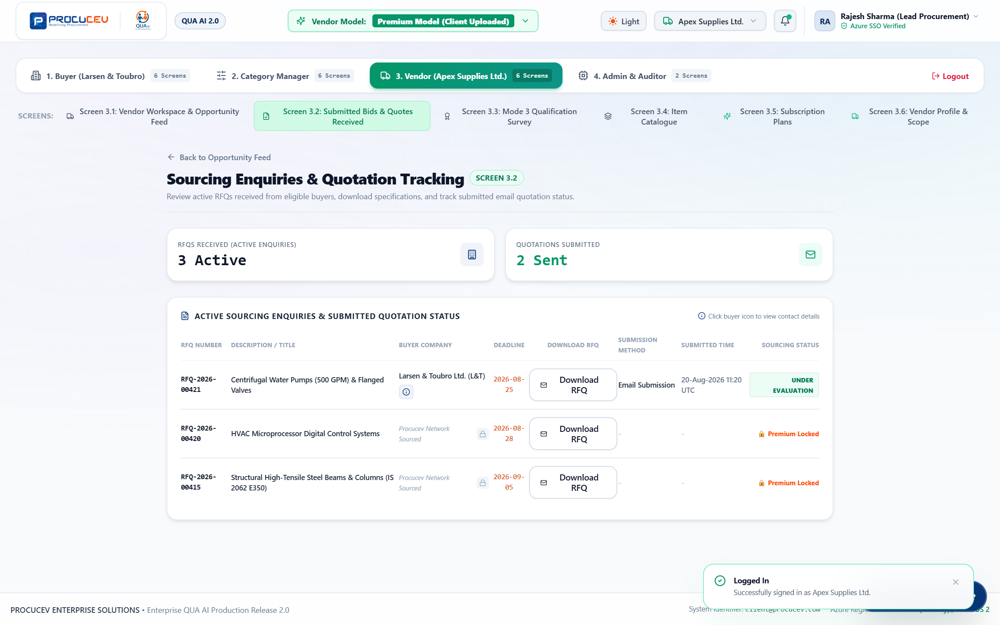 PROCUCEV
Redefining Procurement
QUA AI
QUA AI 2.0
Vendor Model: Premium Model (Client Uploaded)
Light
Apex Supplies Ltd.
RA
Rajesh Sharma (Lead Procurement)
Azure SSO Verified
1. Buyer (Larsen & Toubro) 6 Screens
2. Category Manager 6 Screens
3. Vendor (Apex Supplies Ltd.) 6 Screens
4. Admin & Auditor 2 Screens
Logout
SCREENS:
Screen 3.1: Vendor Workspace & Opportunity
Feed
Screen 3.2: Submitted Bids & Quotes
Received
Screen 3.3: Mode 3 Qualification
Survey
Screen 3.4: Item
Catalogue
Screen 3.5: Subscription
Plans
Screen 3.6: Vendor Profile &
Scope
Back to Opportunity Feed
Sourcing Enquiries & Quotation Tracking SCREEN 3.2
Review active RFQs received from eligible buyers, download specifications, and track submitted email quotation status.
RFQS RECEIVED (ACTIVE ENQUIRIES)
3 Active
QUOTATIONS SUBMITTED
2 Sent
ACTIVE SOURCING ENQUIRIES & SUBMITTED QUOTATION STATUS
Click buyer icon to view contact details
RFQ NUMBER
DESCRIPTION / TITLE
BUYER COMPANY
DEADLINE
DOWNLOAD RFQ
SUBMISSION
METHOD
SUBMITTED TIME
SOURCING STATUS
RFQ-2026-
00421
Centrifugal Water Pumps (500 GPM) & Flanged
Valves
Larsen & Toubro Ltd. (L&T)
2026-08-
25
Download
RFQ
Email Submission
20-Aug-2026 11:20
UTC
UNDER
EVALUATION
RFQ-2026-
00420
HVAC Microprocessor Digital Control Systems
Procucev Network
Sourced
2026-08-
28
Download
RFQ
-
-
Premium Locked
RFQ-2026-
00415
Structural High-Tensile Steel Beams & Columns (IS
2062 E350)
Procucev Network
Sourced
2026-09-
05
Download
RFQ
-
-
Premium Locked
Logged In
Successfully signed in as Apex Supplies Ltd.
PROCUCEV ENTERPRISE SOLUTIONS • Enterprise QUA AI Production Release 2.0
System Identifier: client@procucev.com
Azure